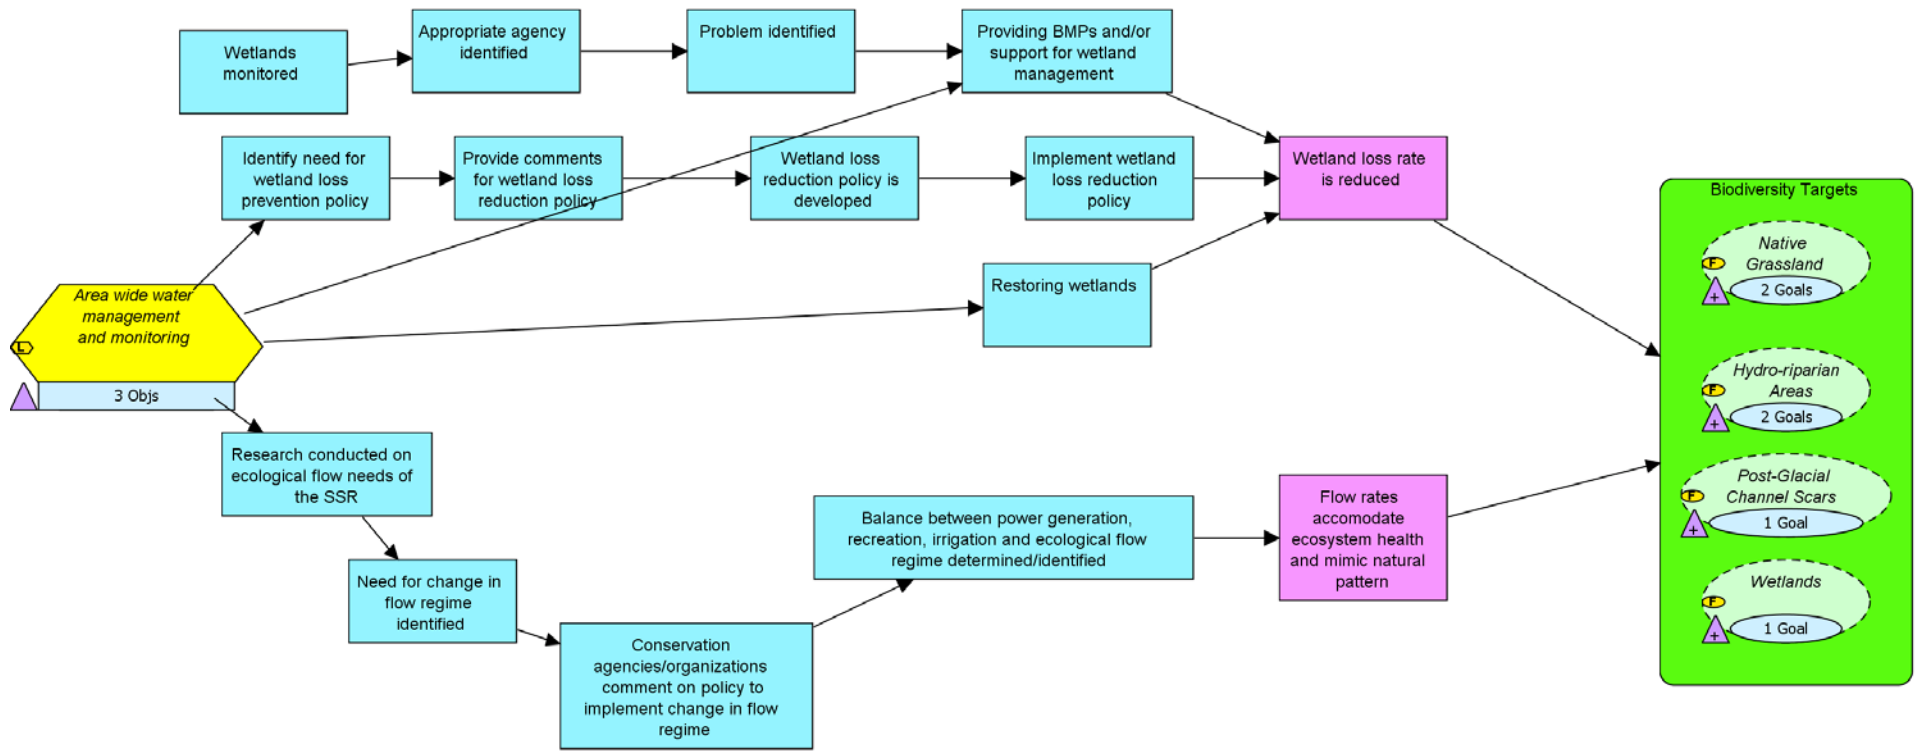 Wetlands
monitored
Appropriate agency
identified
Problem identified
Providing BMPs and/or
support for wetland
management
Identify need for
wetland loss
prevention policy
Provide comments
for wetland loss
reduction policy
Wetland loss
reduction policy is
developed
Implement wetland
loss reduction
policy
Wetland loss rate
is reduced
Restoring wetlands
Area wide water
management
and monitoring
L
3 Objs
Research conducted on
ecological flow needs of
the SSR
Need for change in
flow regime
identified
Conservation
agencies/organizations
comment on policy to
implement change in flow
regime
Balance between power generation,
recreation, irrigation and ecological flow
regime determined/identified
Flow rates
accomodate
ecosystem health
and mimic natural
pattern
Biodiversity Targets
Native
Grassland
F
+
2 Goals
Hydro-riparian
Areas
F
+
2 Goals
Post-Glacial
Channel Scars
F
+
1 Goal
Wetlands
F
+
1 Goal